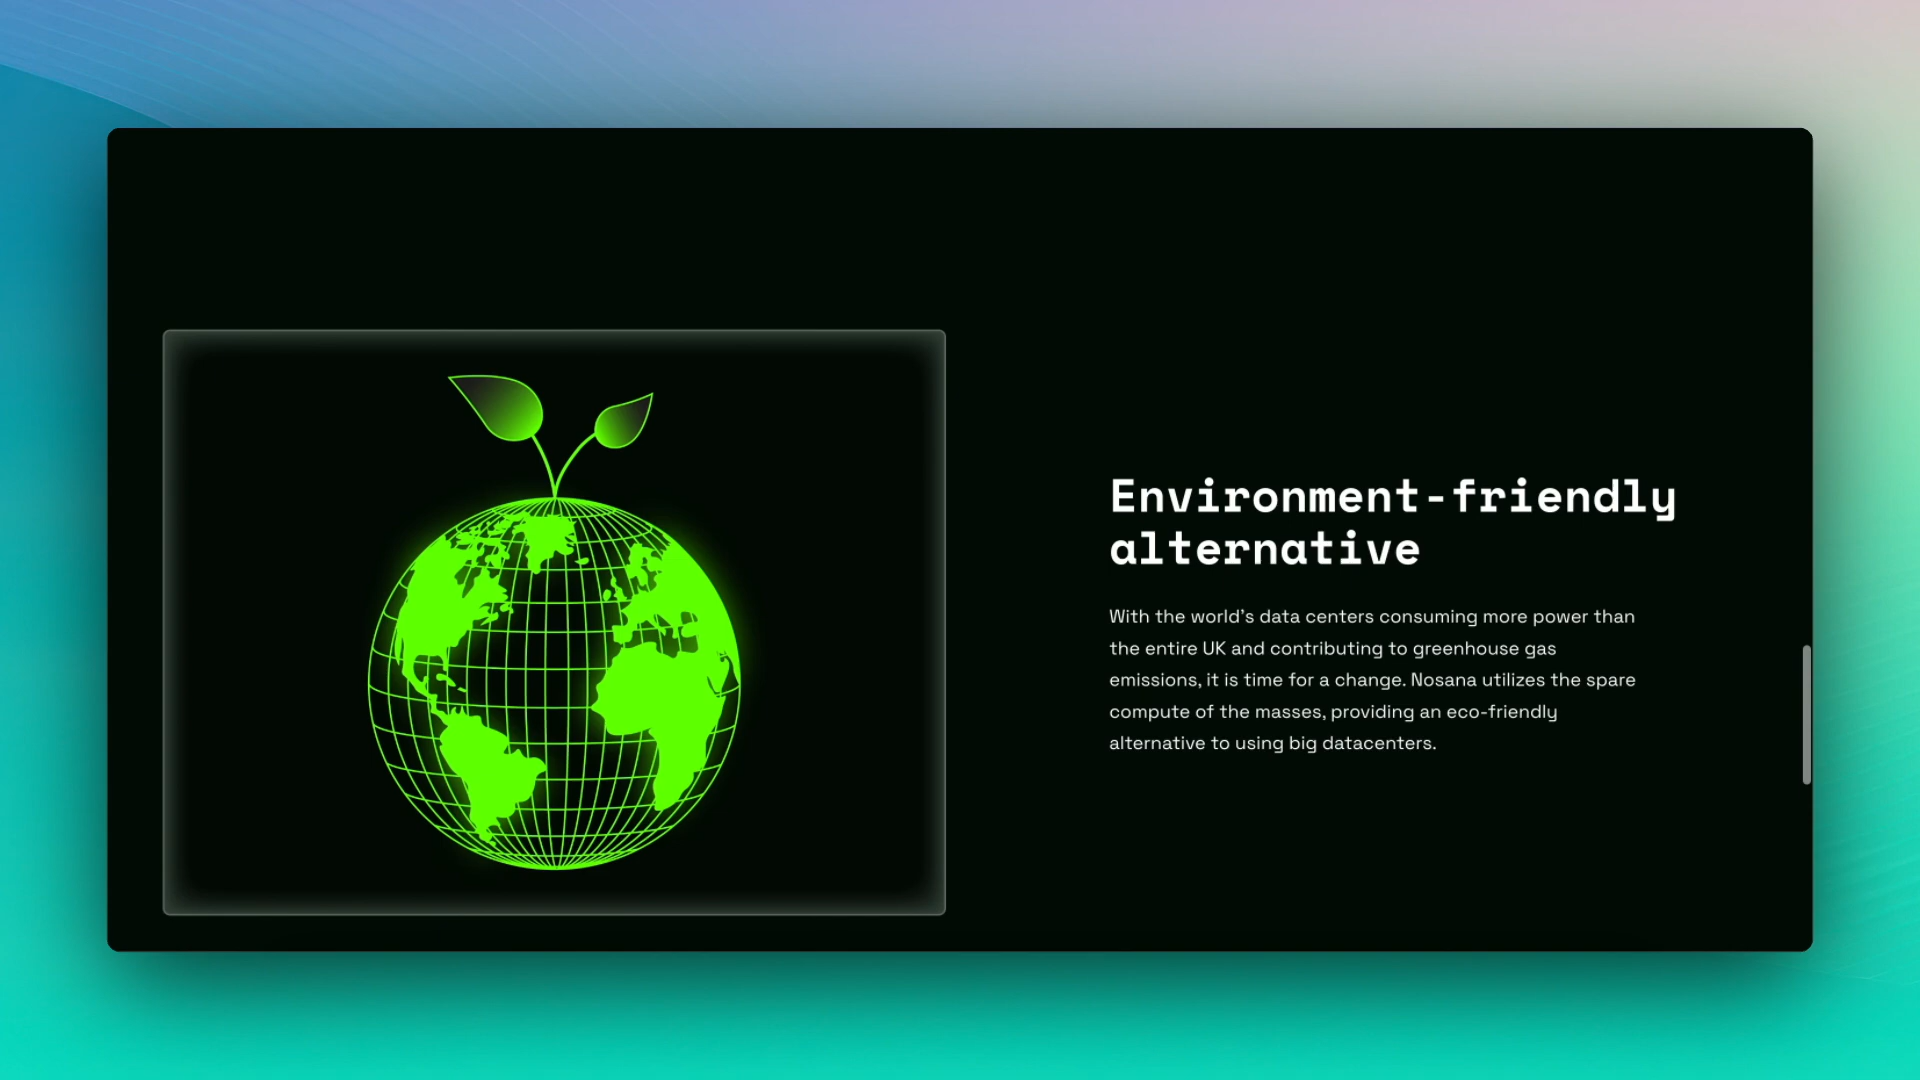 Environment-friendly
alternative
With the world's data centers consuming more power than
the entire UK and contributing to greenhouse gas
emissions, it is time for a change. Nosana utilizes the spare
compute of the masses, providing an eco-friendly
alternative to using big datacenters.